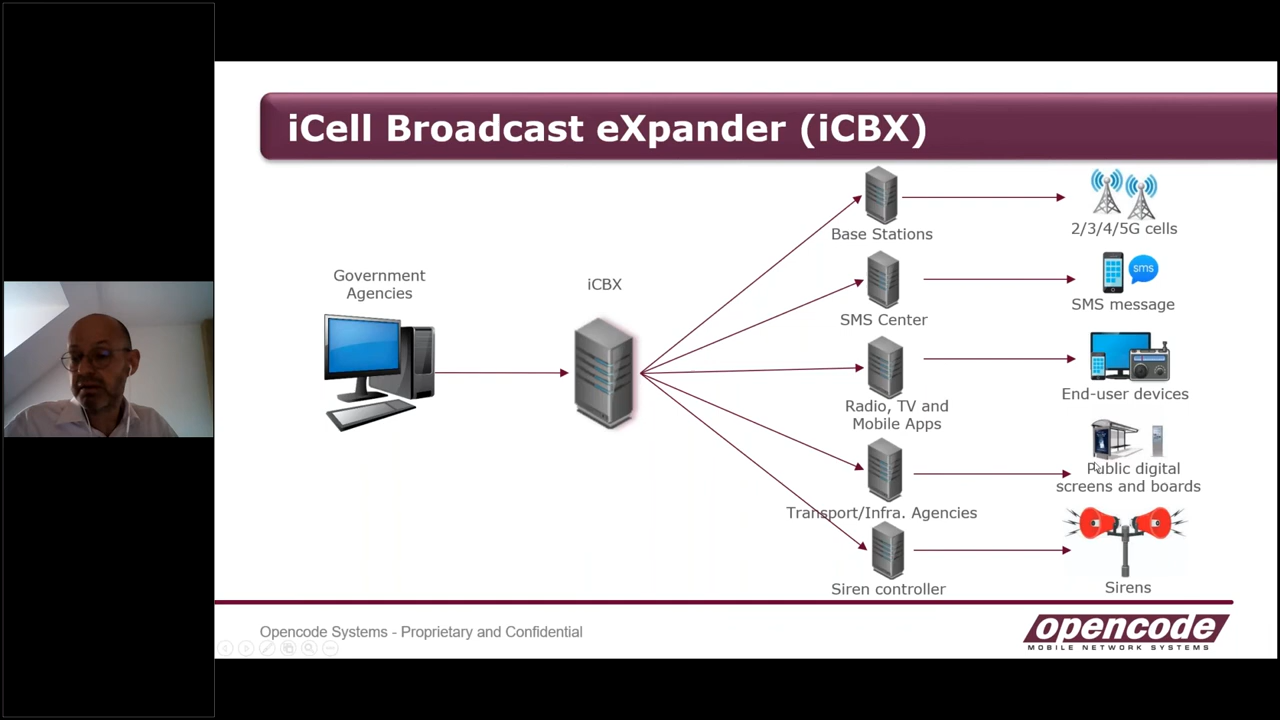 iCell Broadcast eXpander (iCBX)
Base Stations
2/3/4/5G cells
Government
Agencies
iCBX
sms
SMS Center
SMS message
Radio, TV and
Mobile Apps
End-user devices
Transport/Infra. Agencies
Public digital
screens and boards
Siren controller
Sirens
Opencode Systems - Proprietary and Confidential
opencode
MOBILE NETWORK SYSTEMS